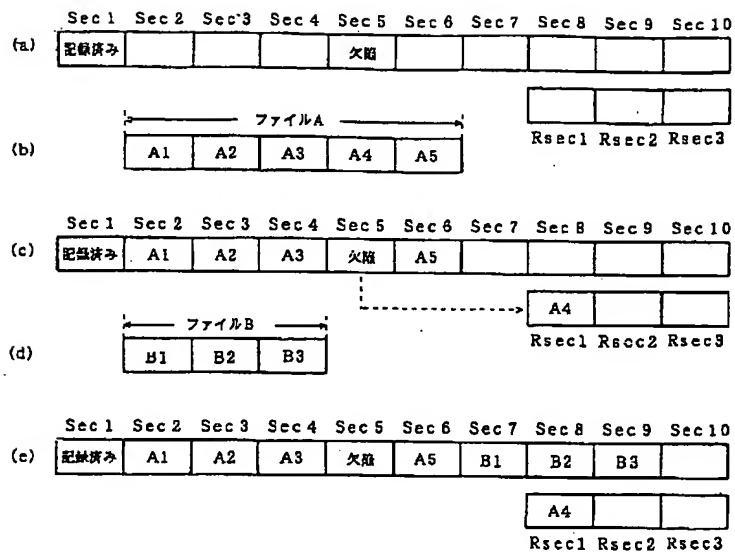 Sec 1 Sec 2 Sec 3 Sec 4 Sec 5 Sec 6 Sec 7 Sec 8 Sec 9 Sec 10
(a) 記録済み 欠陥
Rsec1 Rsec2 Rsec3
ファイルA
(b) A1 A2 A3 A4 A5
Sec 1 Sec 2 Sec 3 Sec 4 Sec 5 Sec 6 Sec 7 Sec 8 Sec 9 Sec 10
(c) 記録済み A1 A2 A3 欠陥 A5
A4
Rsec1 Rsec2 Rsec3
ファイルB
(d) B1 B2 B3
Sec 1 Sec 2 Sec 3 Sec 4 Sec 5 Sec 6 Sec 7 Sec 8 Sec 9 Sec 10
(e) 記録済み A1 A2 A3 欠陥 A5 B1 B2 B3
A4
Rsec1 Rsec2 Rsec3